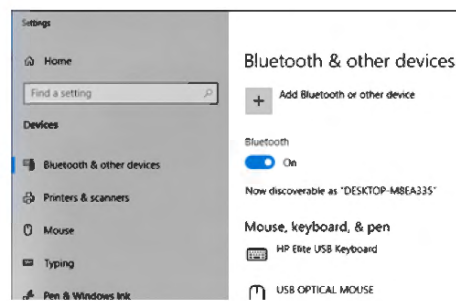 Settings
Home
Find a setting
Devices
Bluetooth & other devices
Printers & scanners
Mouse
Typing
Pen & Windows Ink
Bluetooth & other devices
Add Bluetooth or other device
Bluetooth
On
Now discoverable as "DESKTOP-M8EA335"
Mouse, keyboard, & pen
HP Elite USB Keyboard
USB OPTICAL MOUSE